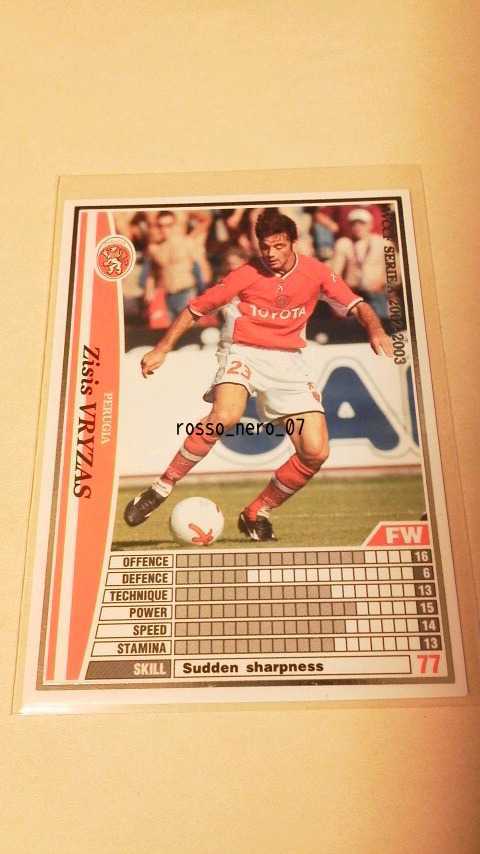 WCCF SERIE A 2002-2003
PERUGIA
Zisis VRYZAS
TOYOTA
23
rosso_nero_07
FW
OFFENCE 16
DEFENCE 6
TECHNIQUE 13
POWER 15
SPEED 14
STAMINA 13
SKILL Sudden sharpness 77